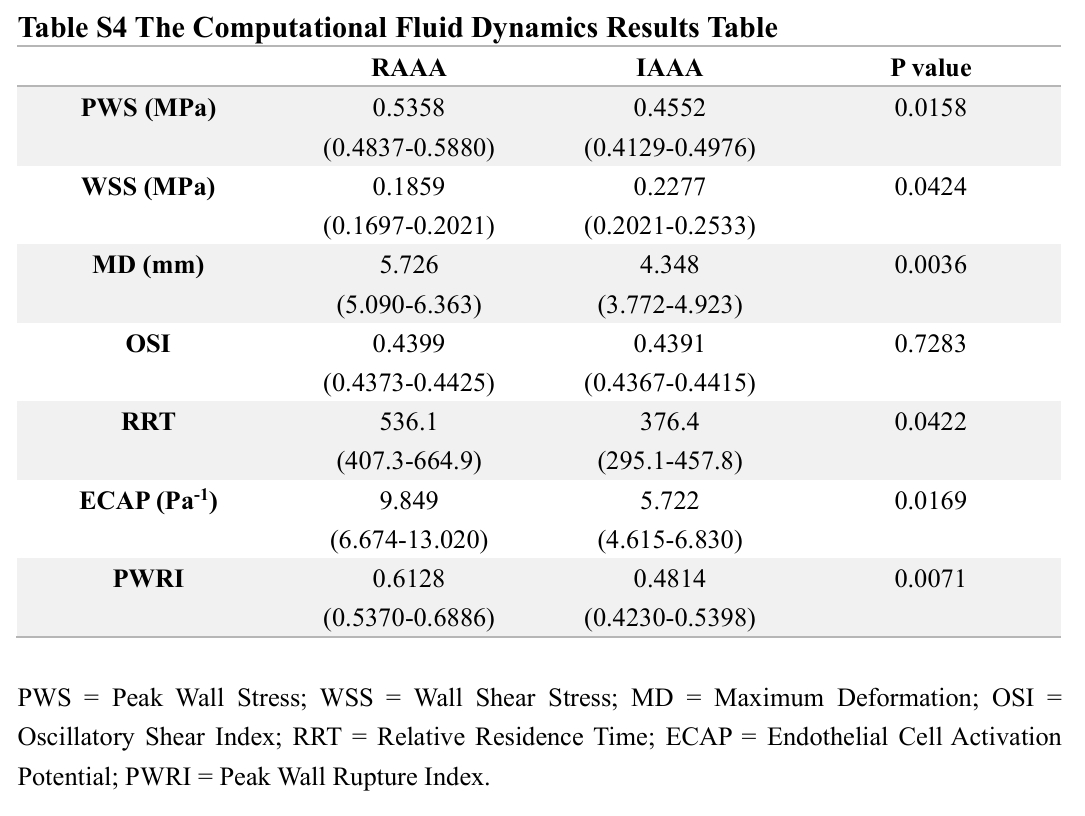 Table S4 The Computational Fluid Dynamics Results Table
RAAA IAAA P value
PWS (MPa) 0.5358 0.4552 0.0158
(0.4837-0.5880) (0.4129-0.4976)
WSS (MPa) 0.1859 0.2277 0.0424
(0.1697-0.2021) (0.2021-0.2533)
MD (mm) 5.726 4.348 0.0036
(5.090-6.363) (3.772-4.923)
OSI 0.4399 0.4391 0.7283
(0.4373-0.4425) (0.4367-0.4415)
RRT 536.1 376.4 0.0422
(407.3-664.9) (295.1-457.8)
ECAP (Pa⁻¹) 9.849 5.722 0.0169
(6.674-13.020) (4.615-6.830)
PWRI 0.6128 0.4814 0.0071
(0.5370-0.6886) (0.4230-0.5398)
PWS = Peak Wall Stress; WSS = Wall Shear Stress; MD = Maximum Deformation; OSI =
Oscillatory Shear Index; RRT = Relative Residence Time; ECAP = Endothelial Cell Activation
Potential; PWRI = Peak Wall Rupture Index.